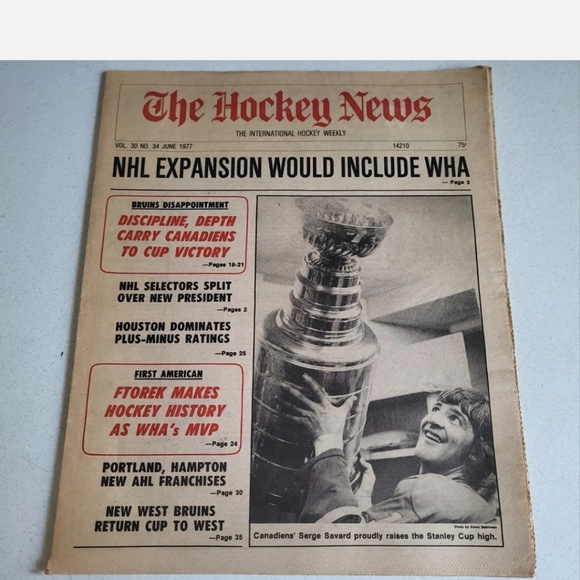 The Hockey News
THE INTERNATIONAL HOCKEY WEEKLY
VOL. 30 NO. 34 JUNE 1977 14210 75¢
NHL EXPANSION WOULD INCLUDE WHA
— Page 3
BRUINS DISAPPOINTMENT
DISCIPLINE, DEPTH
CARRY CANADIENS
TO CUP VICTORY
—Pages 18-21
NHL SELECTORS SPLIT
OVER NEW PRESIDENT
—Pages 2
HOUSTON DOMINATES
PLUS-MINUS RATINGS
—Page 25
FIRST AMERICAN
FTOREK MAKES
HOCKEY HISTORY
AS WHA's MVP
—Page 24
PORTLAND, HAMPTON
NEW AHL FRANCHISES
—Page 30
NEW WEST BRUINS
RETURN CUP TO WEST
—Page 35
Photo by Steve Babineau
Canadiens' Serge Savard proudly raises the Stanley Cup high.